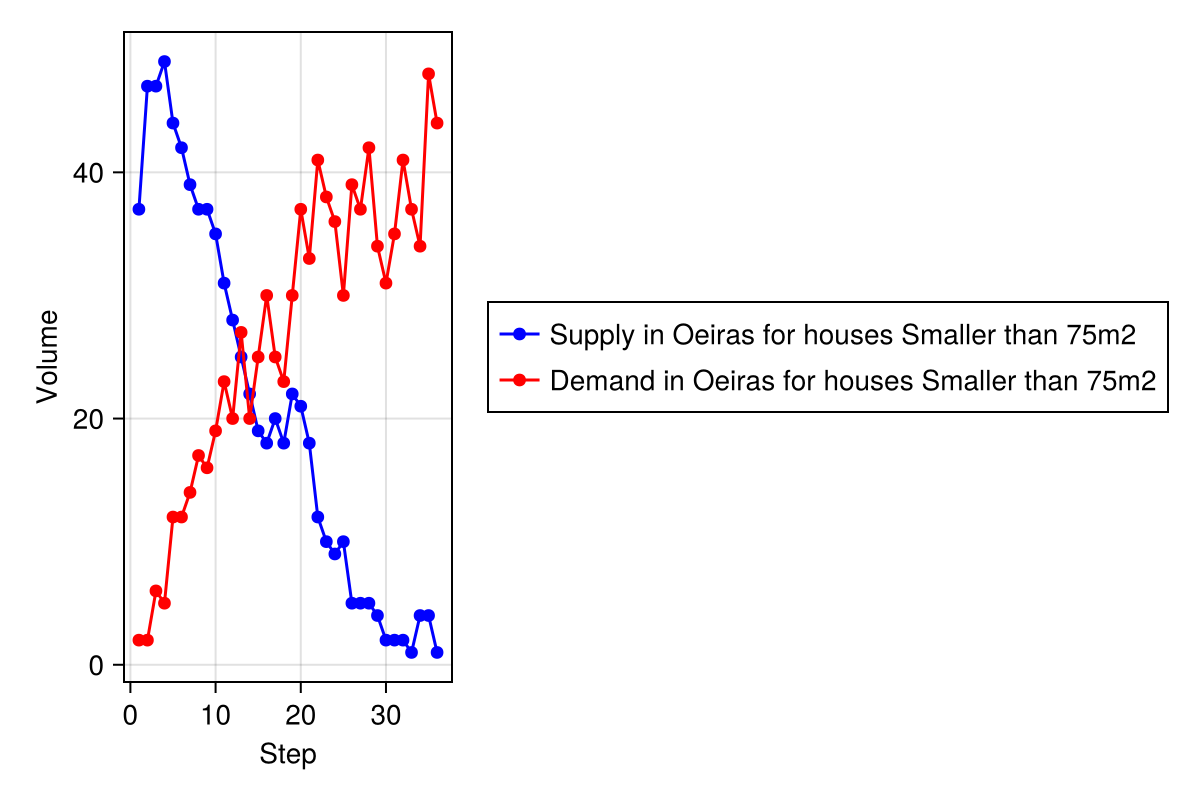 Volume
40
20
0
0 10 20 30
Step
Supply in Oeiras for houses Smaller than 75m2
Demand in Oeiras for houses Smaller than 75m2